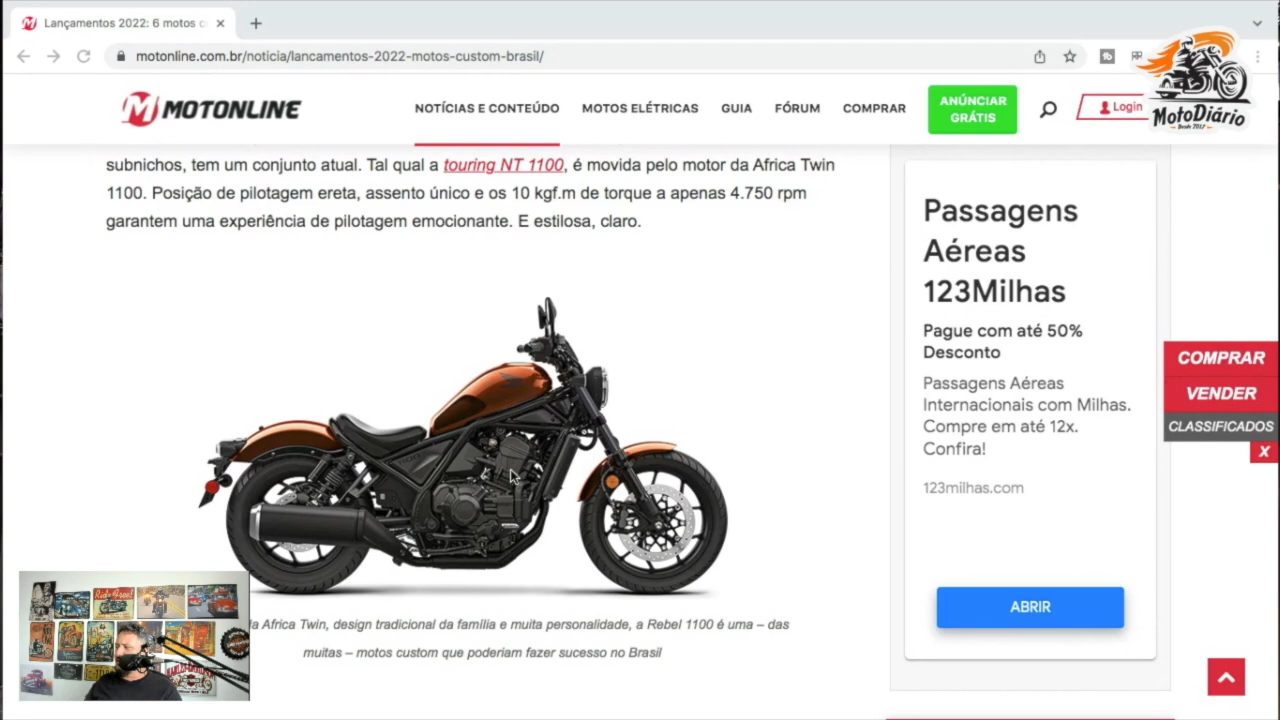 Lançamentos 2022: 6 motos c
motonline.com.br/noticia/lancamentos-2022-motos-custom-brasil/
MOTONLINE
NOTÍCIAS E CONTEÚDO
MOTOS ELÉTRICAS
GUIA
FÓRUM
COMPRAR
ANÚNCIAR
GRÁTIS
Login
MotoDiário
Desde 2017
subnichos, tem um conjunto atual. Tal qual a touring NT 1100, é movida pelo motor da Africa Twin
1100. Posição de pilotagem ereta, assento único e os 10 kgf.m de torque a apenas 4.750 rpm
garantem uma experiência de pilotagem emocionante. E estilosa, claro.
Passagens
Aéreas
123Milhas
Pague com até 50%
Desconto
Passagens Aéreas
Internacionais com Milhas.
Compre em até 12x.
Confira!
123milhas.com
ABRIR
COMPRAR
VENDER
CLASSIFICADOS
X
Ride Free!
da Africa Twin, design tradicional da família e muita personalidade, a Rebel 1100 é uma – das
muitas – motos custom que poderiam fazer sucesso no Brasil